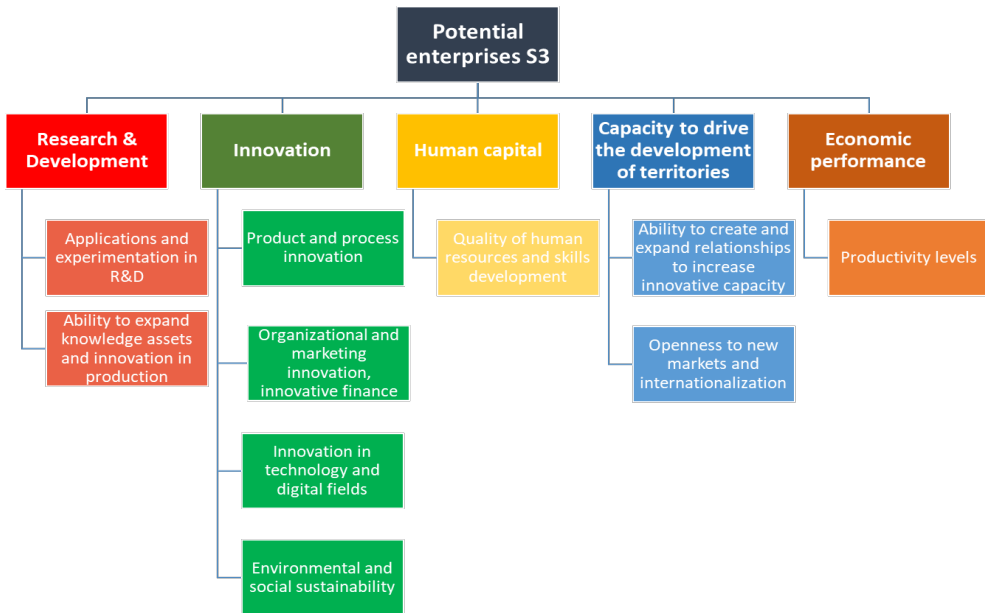 Potential
enterprises S3
Research &
Development
Innovation
Human capital
Capacity to drive
the development
of territories
Economic
performance
Applications and
experimentation in
R&D
Ability to expand
knowledge assets
and innovation in
production
Product and process
innovation
Organizational and
marketing
innovation,
innovative finance
Innovation in
technology and
digital fields
Environmental and
social sustainability
Quality of human
resources and skills
development
Ability to create and
expand relationships
to increase
innovative capacity
Openness to new
markets and
internationalization
Productivity levels